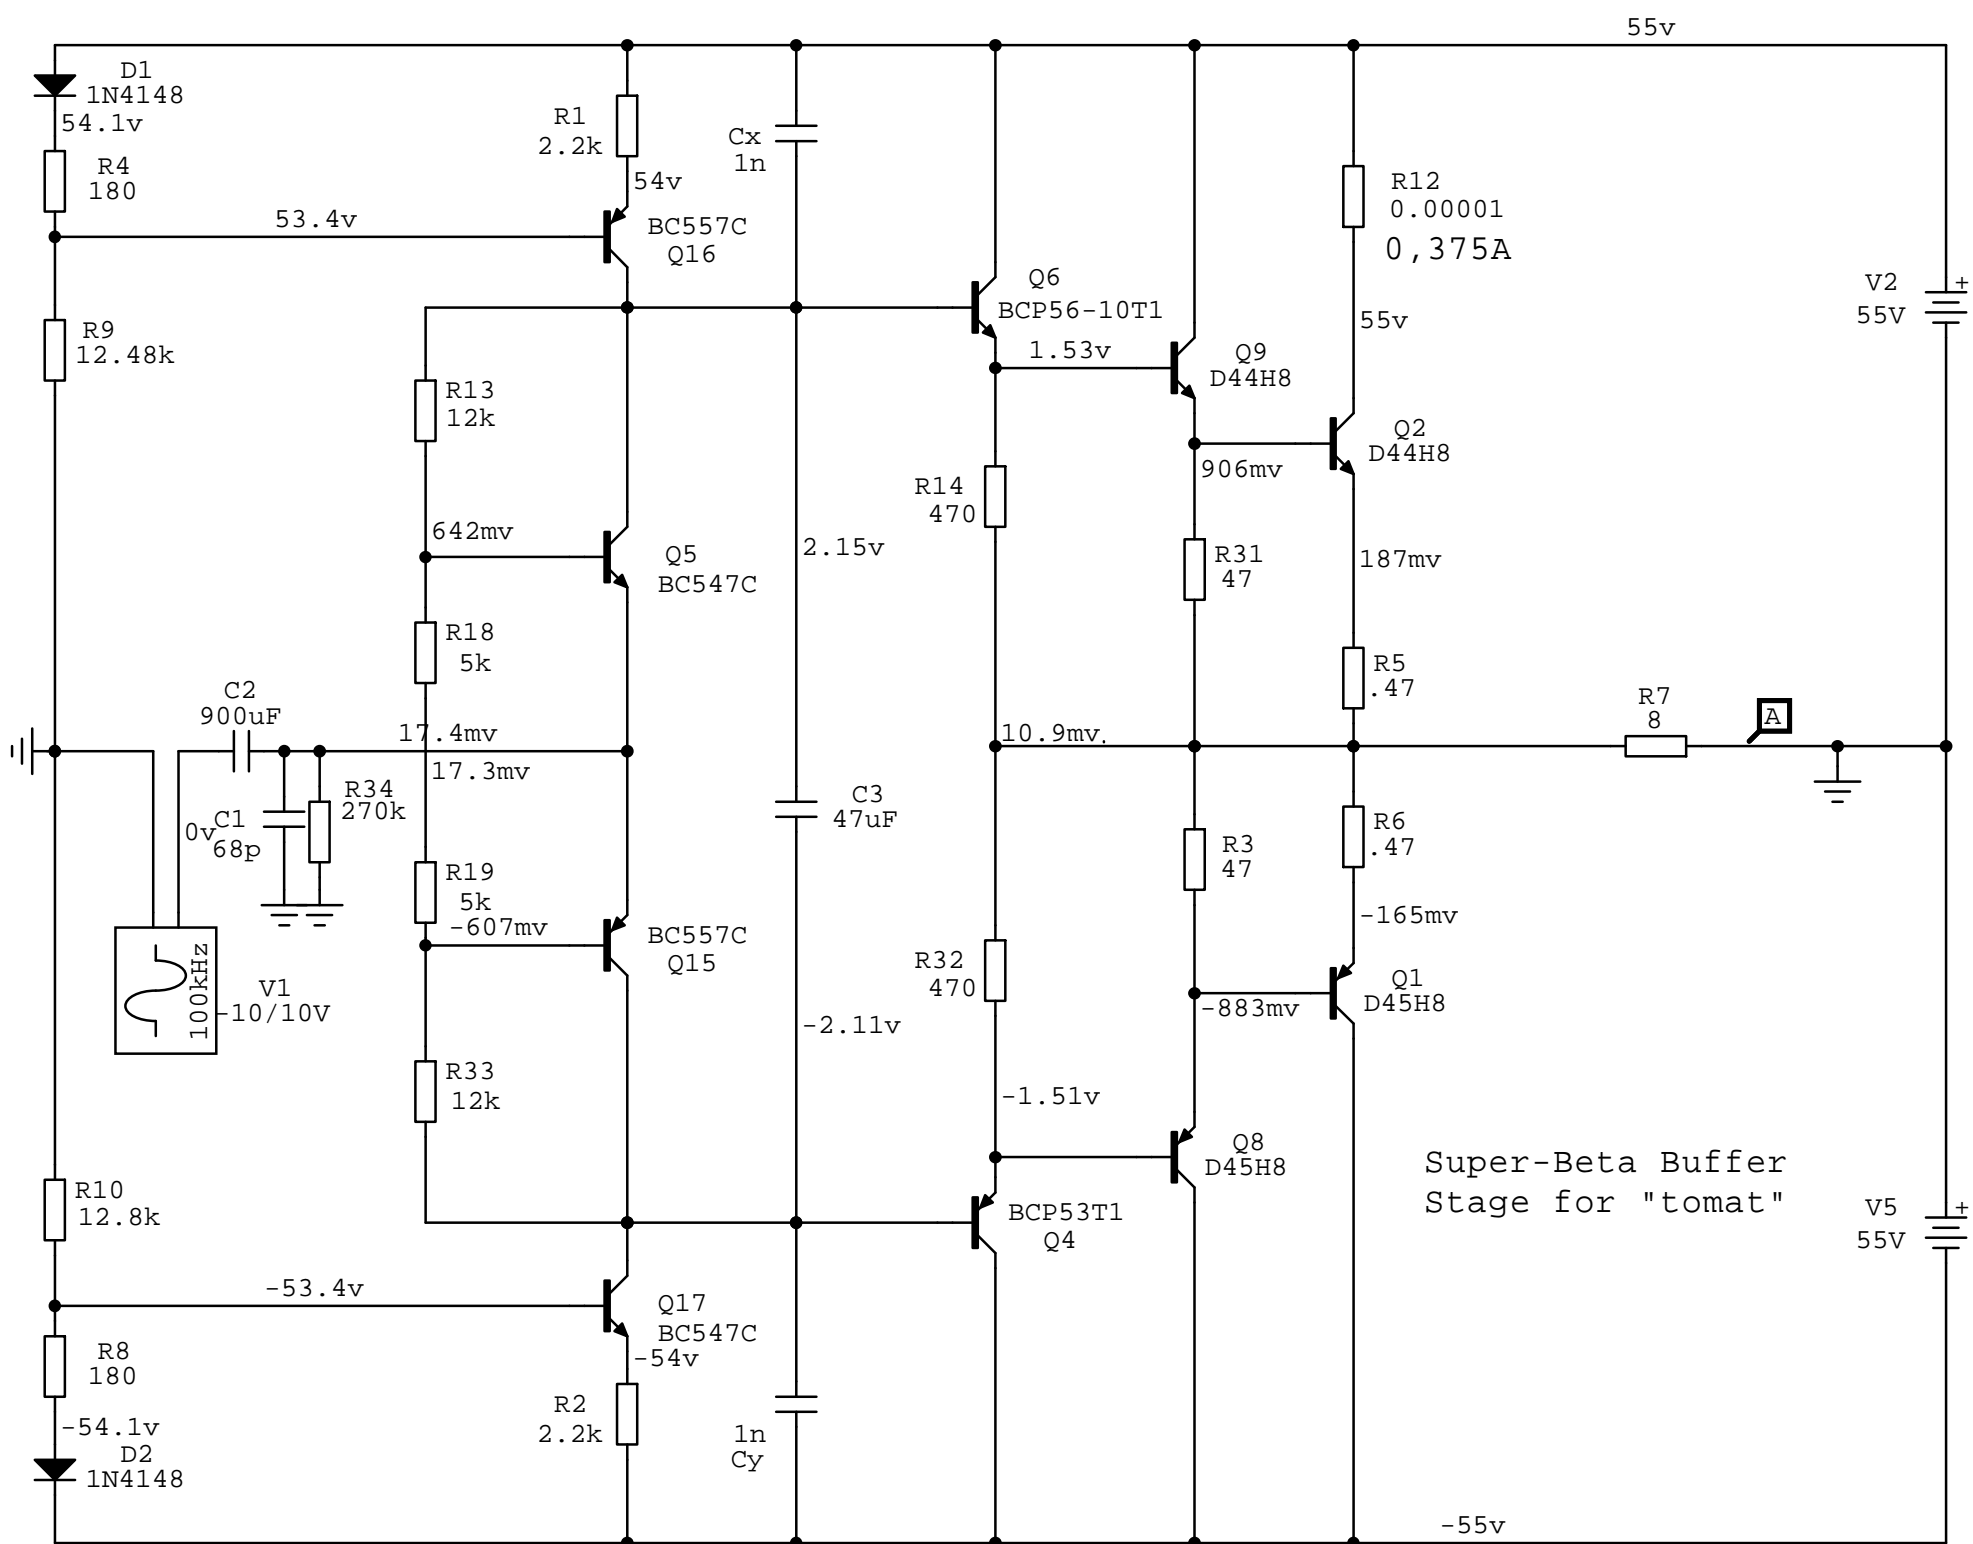 55v
D1
1N4148
54.1v
R4
180
R1
2.2k
Cx
1n
54v
R12
0.00001
0,375A
53.4v
BC557C
Q16
Q6
BCP56-10T1
V2
55V
+
R9
12.48k
55v
1.53v
Q9
D44H8
R13
12k
Q2
D44H8
906mv
R14
470
642mv
2.15v
Q5
BC547C
R31
47
187mv
R18
5k
R5
.47
C2
900uF
R7
8
A
17.4mv
10.9mv.
17.3mv
R34
270k
C3
47uF
0v
C1
68p
R6
.47
R3
47
R19
5k
-607mv
-165mv
BC557C
Q15
R32
470
100kHz
V1
-10/10V
Q1
D45H8
-883mv
-2.11v
R33
12k
-1.51v
Q8
D45H8
Super-Beta Buffer
Stage for "tomat"
R10
12.8k
BCP53T1
Q4
V5
55V
+
-53.4v
Q17
BC547C
-54v
R8
180
R2
2.2k
-54.1v
D2
1N4148
1n
Cy
-55v